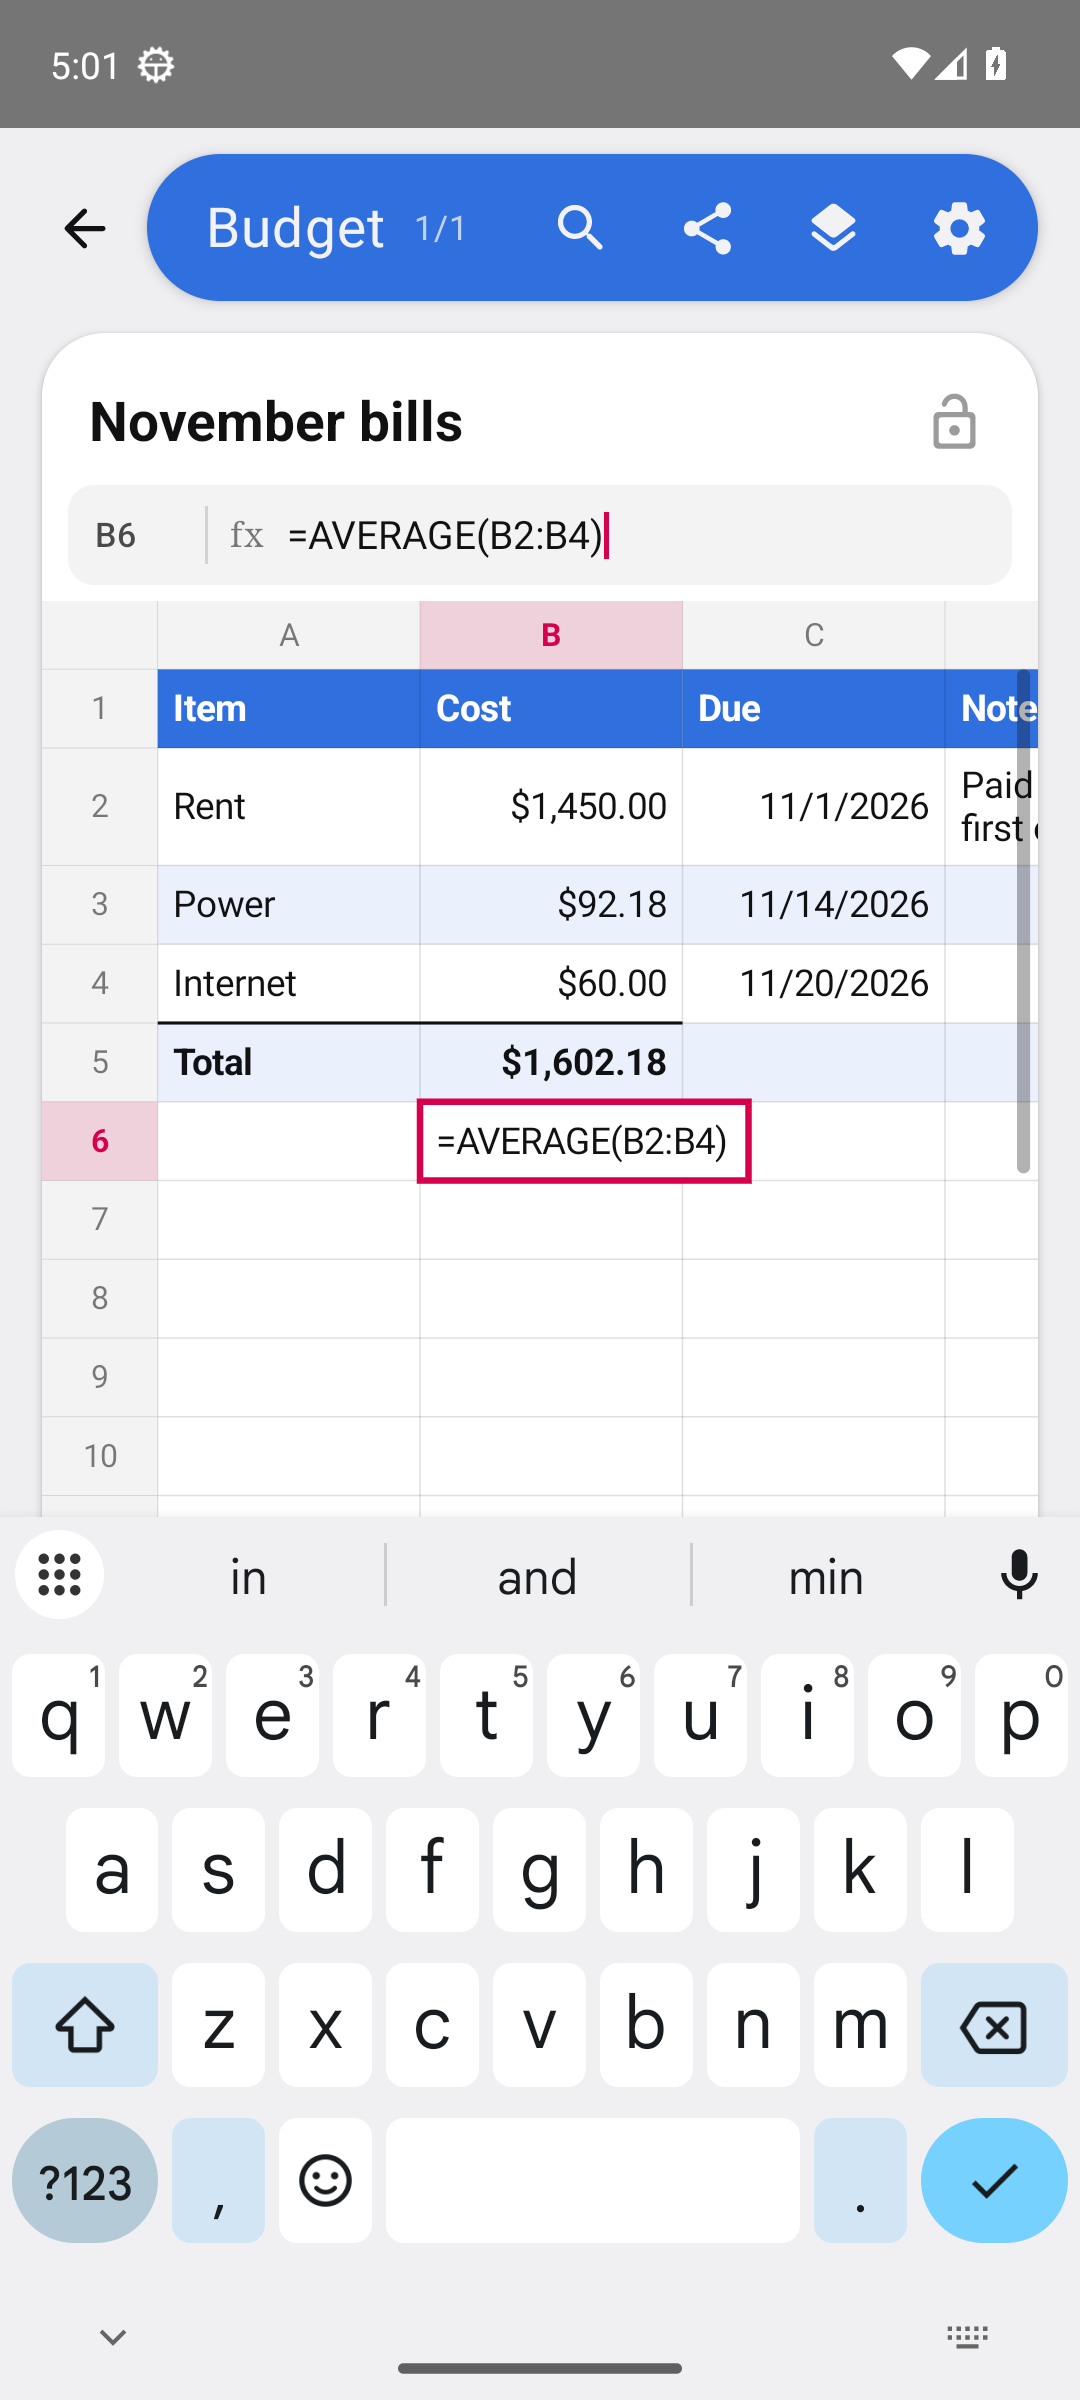 5:01
Budget 1/1
November bills
B6 fx =AVERAGE(B2:B4)
A B C
1 Item Cost Due Note
2 Rent $1,450.00 11/1/2026 Paid
first
3 Power $92.18 11/14/2026
4 Internet $60.00 11/20/2026
5 Total $1,602.18
6 =AVERAGE(B2:B4)
7
8
9
10
in and min
q 1 w 2 e 3 r 4 t 5 y 6 u 7 i 8 o 9 p 0
a s d f g h j k l
z x c v b n m
?123 , .